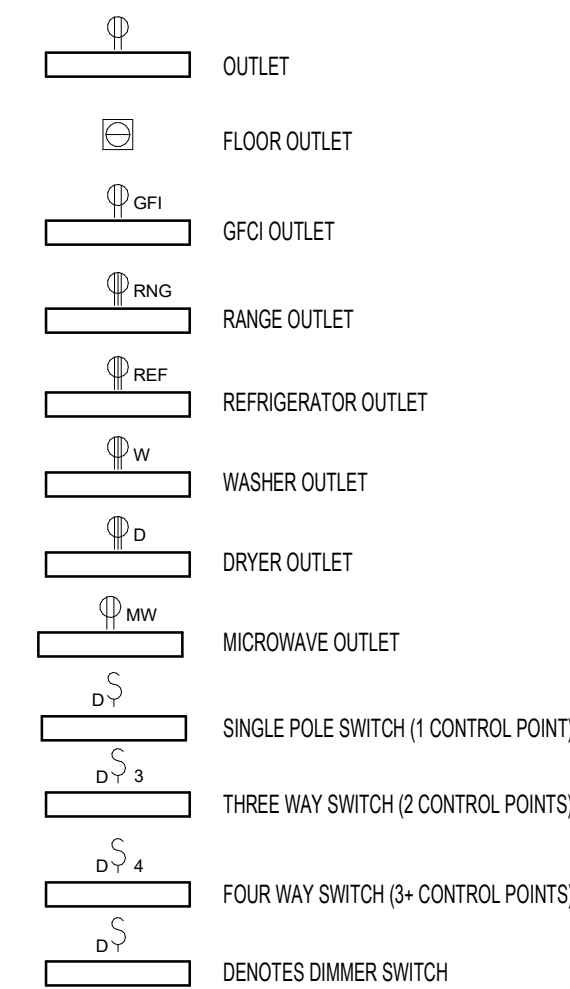 OUTLET
FLOOR OUTLET
GFI
GFCI OUTLET
RNG
RANGE OUTLET
REF
REFRIGERATOR OUTLET
W
WASHER OUTLET
D
DRYER OUTLET
MW
MICROWAVE OUTLET
D
SINGLE POLE SWITCH (1 CONTROL POINT)
D 3
THREE WAY SWITCH (2 CONTROL POINTS)
D 4
FOUR WAY SWITCH (3+ CONTROL POINTS)
D
DENOTES DIMMER SWITCH